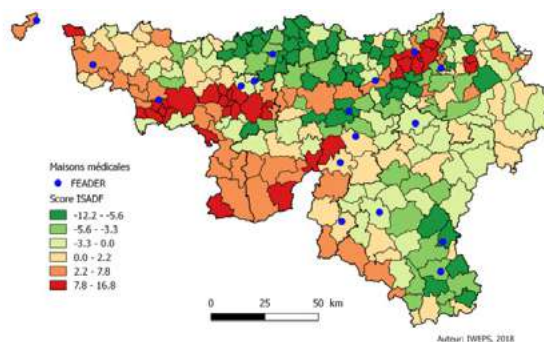 Maisons médicales
FEADER
Score ISADF
-12.2 - -5.6
-5.6 - -3.3
-3.3 - 0.0
0.0 - 2.2
2.2 - 7.8
7.8 - 16.8
0 25 50 km
Auteur: IWEPS, 2018